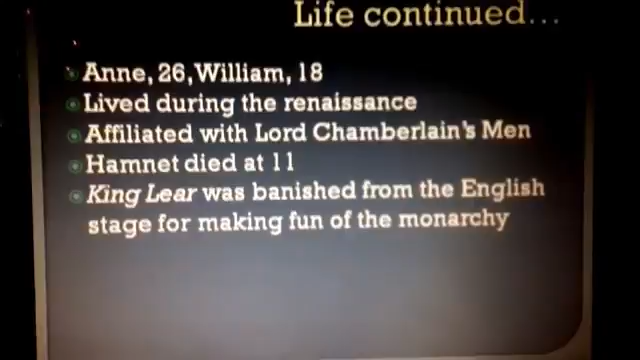 Life continued...
Anne, 26, William, 18
Lived during the renaissance
Affiliated with Lord Chamberlain's Men
Hamnet died at 11
King Lear was banished from the English
stage for making fun of the monarchy